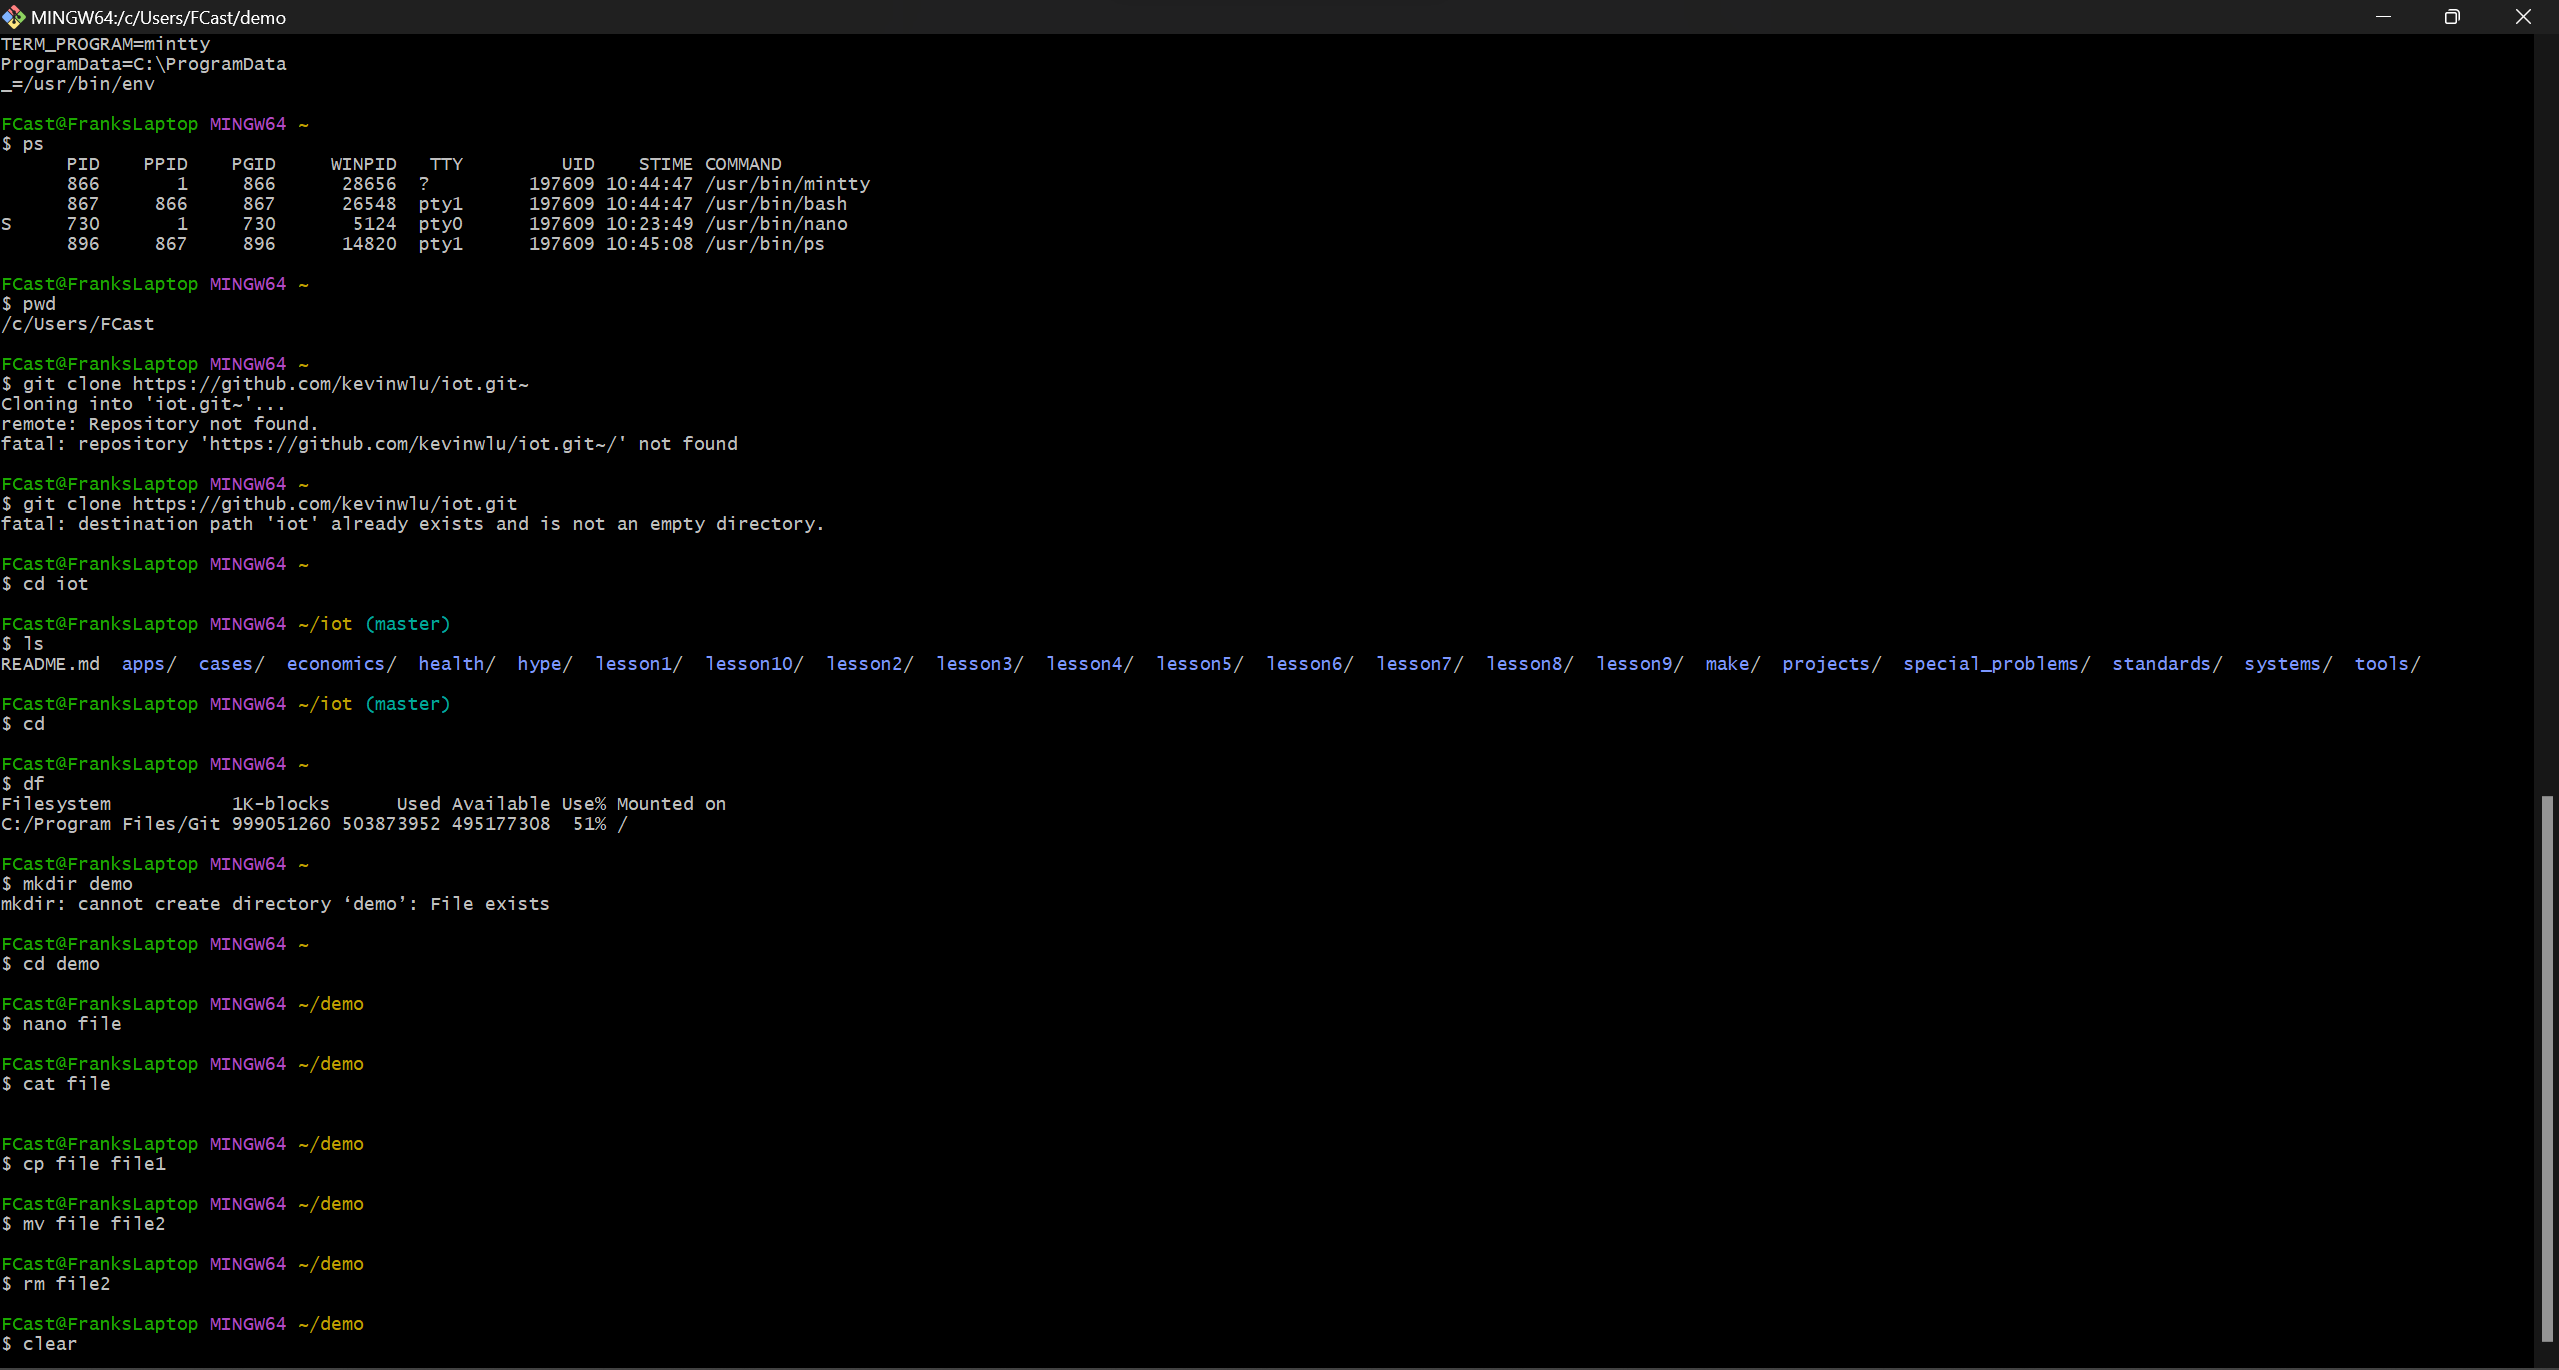 MINGW64:/c/Users/FCast/demo
TERM_PROGRAM=mintty
ProgramData=C:\ProgramData
_=/usr/bin/env

FCast@FranksLaptop MINGW64 ~
$ ps
      PID    PPID    PGID     WINPID   TTY         UID    STIME COMMAND
      866       1     866      28656  ?         197609 10:44:47 /usr/bin/mintty
      867     866     867      26548  pty1      197609 10:44:47 /usr/bin/bash
S     730       1     730       5124  pty0      197609 10:23:49 /usr/bin/nano
      896     867     896      14820  pty1      197609 10:45:08 /usr/bin/ps

FCast@FranksLaptop MINGW64 ~
$ pwd
/c/Users/FCast

FCast@FranksLaptop MINGW64 ~
$ git clone https://github.com/kevinwlu/iot.git~
Cloning into 'iot.git~'...
remote: Repository not found.
fatal: repository 'https://github.com/kevinwlu/iot.git~/' not found

FCast@FranksLaptop MINGW64 ~
$ git clone https://github.com/kevinwlu/iot.git
fatal: destination path 'iot' already exists and is not an empty directory.

FCast@FranksLaptop MINGW64 ~
$ cd iot

FCast@FranksLaptop MINGW64 ~/iot (master)
$ ls
README.md  apps/  cases/  economics/  health/  hype/  lesson1/  lesson10/  lesson2/  lesson3/  lesson4/  lesson5/  lesson6/  lesson7/  lesson8/  lesson9/  make/  projects/  special_problems/  standards/  systems/  tools/

FCast@FranksLaptop MINGW64 ~/iot (master)
$ cd

FCast@FranksLaptop MINGW64 ~
$ df
Filesystem           1K-blocks      Used Available Use% Mounted on
C:/Program Files/Git 999051260 503873952 495177308  51% /

FCast@FranksLaptop MINGW64 ~
$ mkdir demo
mkdir: cannot create directory ‘demo’: File exists

FCast@FranksLaptop MINGW64 ~
$ cd demo

FCast@FranksLaptop MINGW64 ~/demo
$ nano file

FCast@FranksLaptop MINGW64 ~/demo
$ cat file

FCast@FranksLaptop MINGW64 ~/demo
$ cp file file1

FCast@FranksLaptop MINGW64 ~/demo
$ mv file file2

FCast@FranksLaptop MINGW64 ~/demo
$ rm file2

FCast@FranksLaptop MINGW64 ~/demo
$ clear